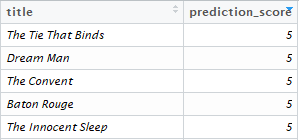 title prediction_score
The Tie That Binds 5
Dream Man 5
The Convent 5
Baton Rouge 5
The Innocent Sleep 5